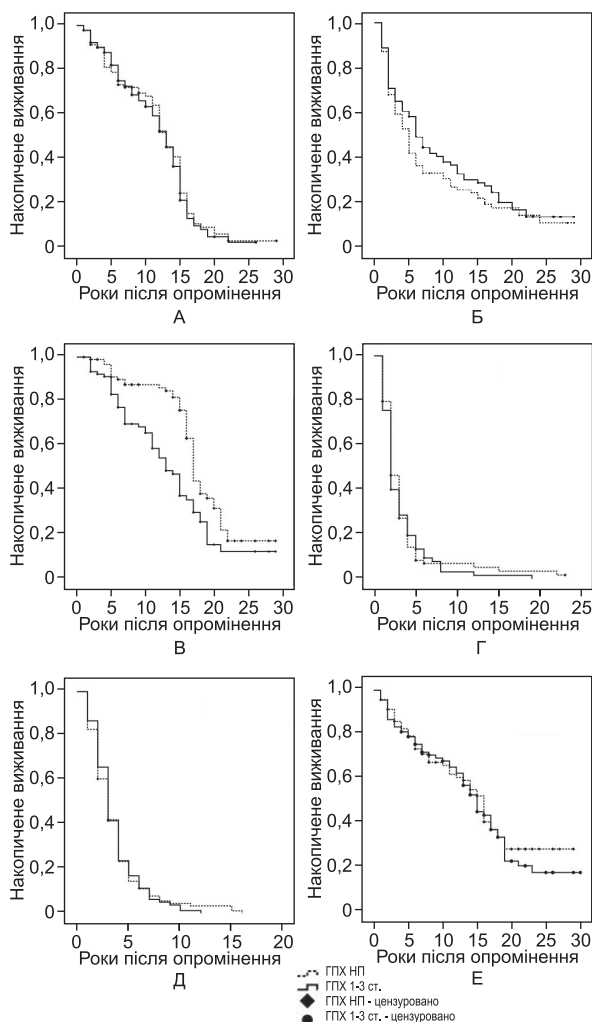 Накопичене виживання
1,0
0,8
0,6
0,4
0,2
0
0 5 10 15 20 25 30
Роки після опромінення
А
Накопичене виживання
1,0
0,8
0,6
0,4
0,2
0
0 5 10 15 20 25 30
Роки після опромінення
Б
Накопичене виживання
1,0
0,8
0,6
0,4
0,2
0
0 5 10 15 20 25 30
Роки після опромінення
В
Накопичене виживання
1,0
0,8
0,6
0,4
0,2
0
0 5 10 15 20 25
Роки після опромінення
Г
Накопичене виживання
1,0
0,8
0,6
0,4
0,2
0
0 5 10 15 20
Роки після опромінення
Д
Накопичене виживання
1,0
0,8
0,6
0,4
0,2
0
0 5 10 15 20 25 30
Роки після опромінення
Е
ГПХ НП
ГПХ 1-3 ст.
ГПХ НП - цензуровано
ГПХ 1-3 ст. - цензуровано